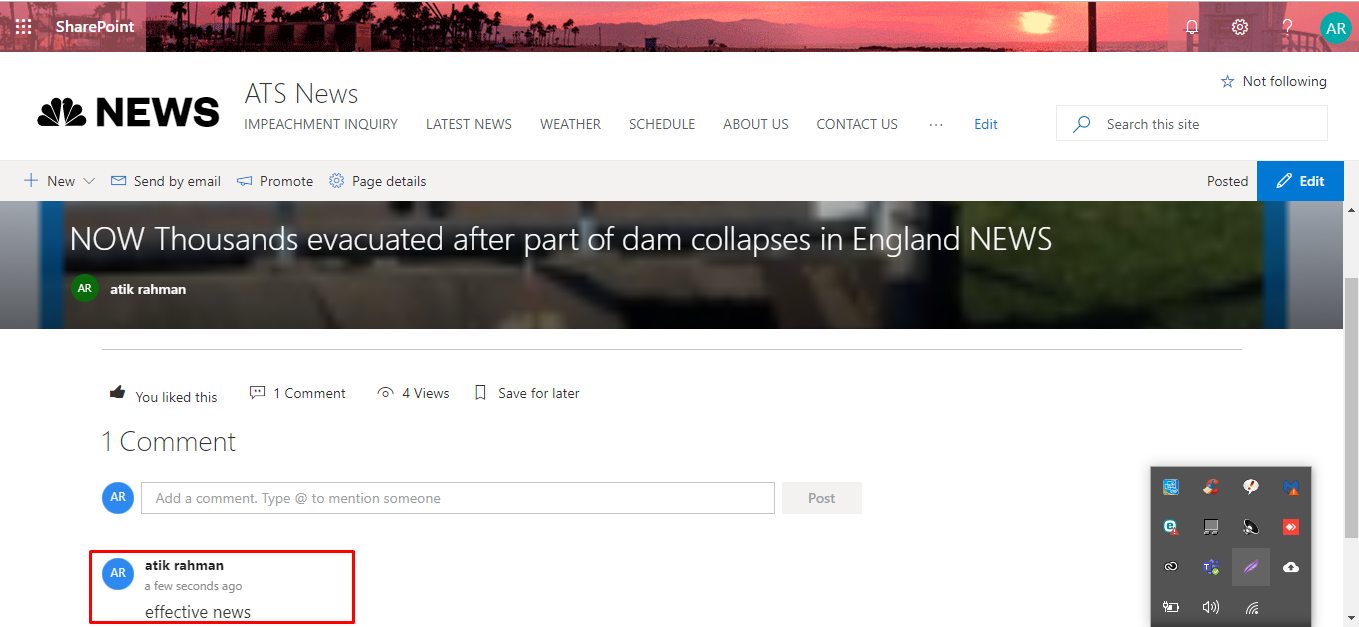 SharePoint
AR
Not following
NEWS
ATS News
IMPEACHMENT INQUIRY LATEST NEWS WEATHER SCHEDULE ABOUT US CONTACT US ... Edit
Search this site
New Send by email Promote Page details Posted Edit
NOW Thousands evacuated after part of dam collapses in England NEWS
AR atik rahman
You liked this 1 Comment 4 Views Save for later
1 Comment
AR Add a comment. Type @ to mention someone Post
AR atik rahman
a few seconds ago
effective news